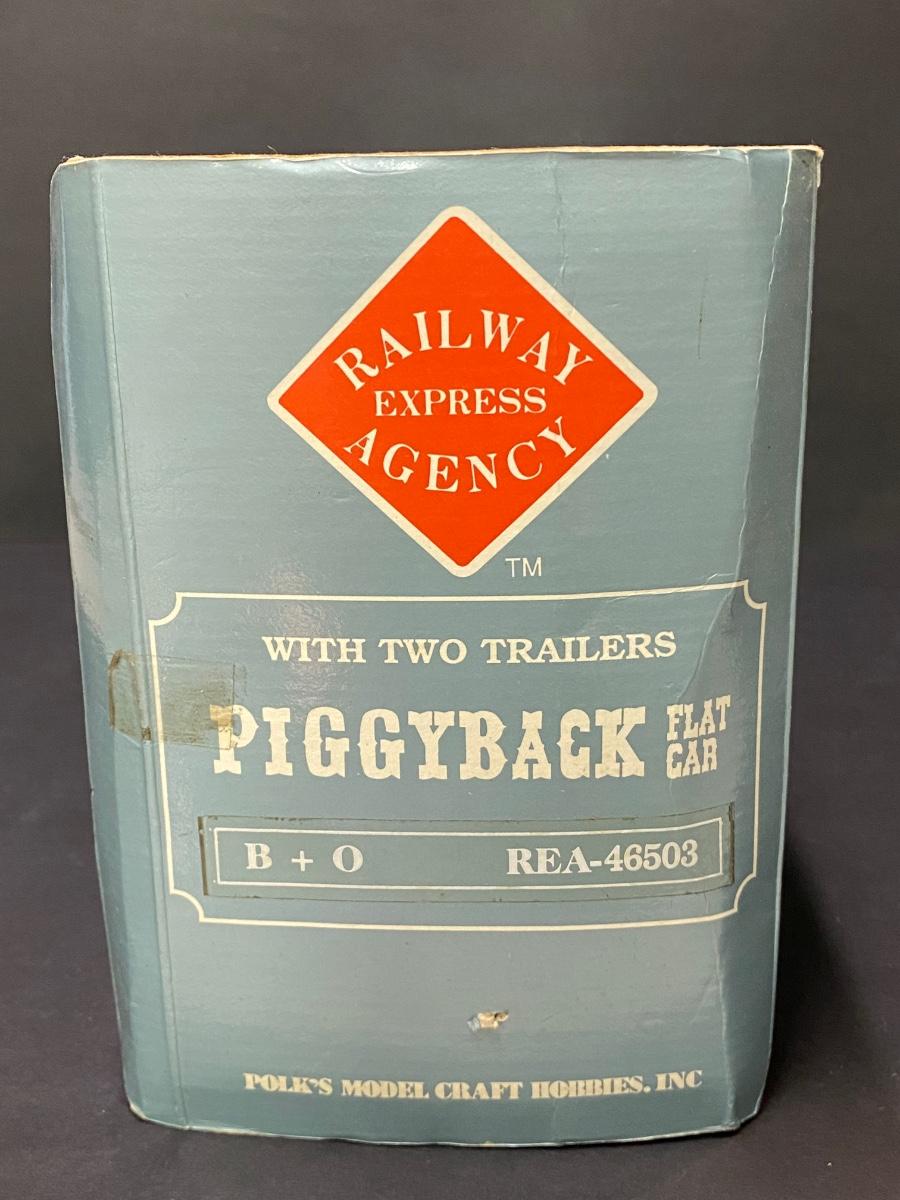 RAILWAY
EXPRESS
AGENCY
TM
WITH TWO TRAILERS
PIGGYBACK FLAT CAR
B + O REA-46503
POLK'S MODEL CRAFT HOBBIES. INC